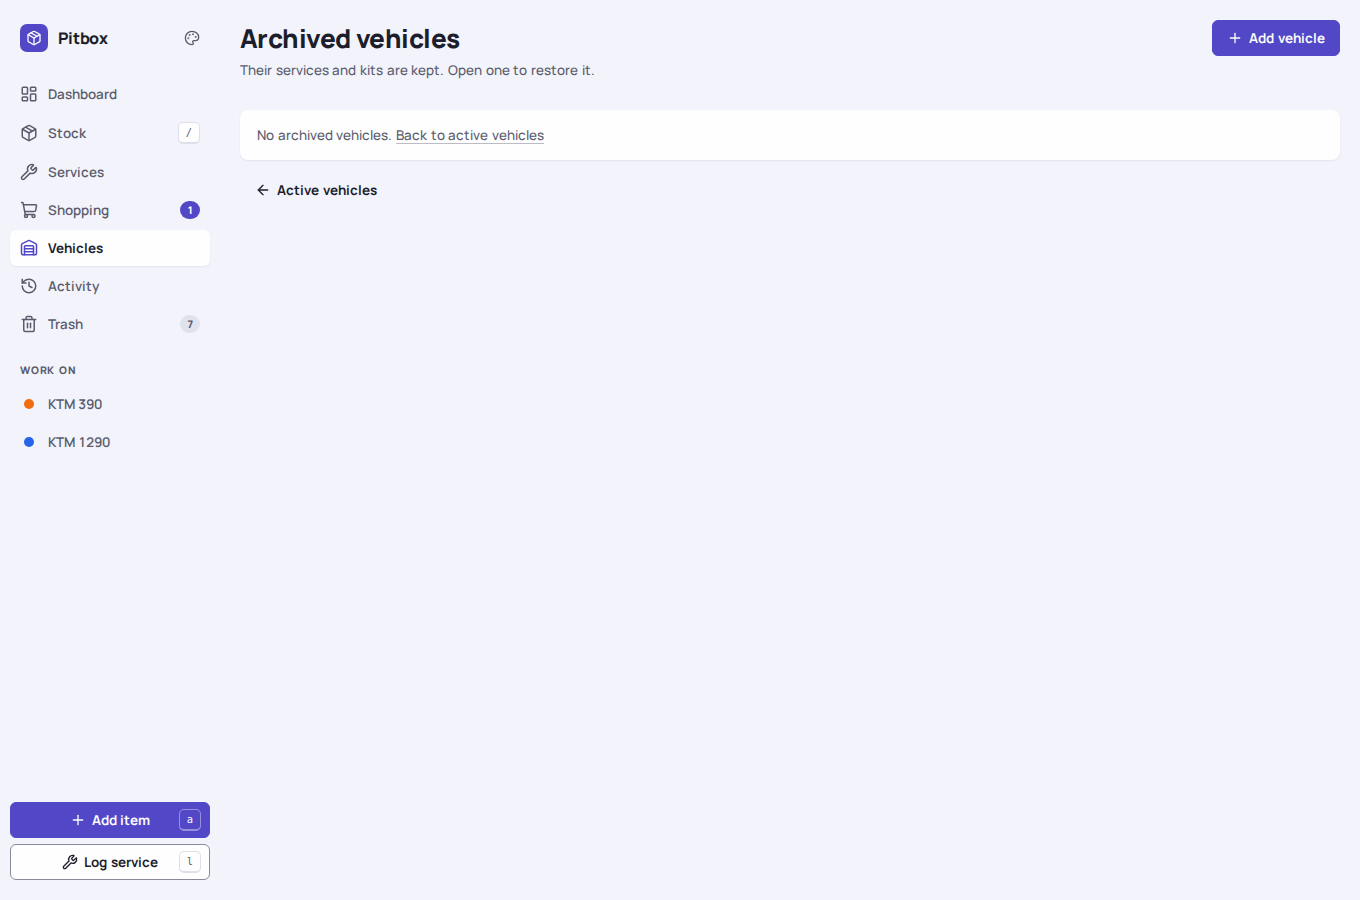 Pitbox
Dashboard
Stock /
Services
Shopping 1
Vehicles
Activity
Trash 7
WORK ON
KTM 390
KTM 1290
Add item a
Log service l
Archived vehicles
Their services and kits are kept. Open one to restore it.
Add vehicle
No archived vehicles. Back to active vehicles
Active vehicles